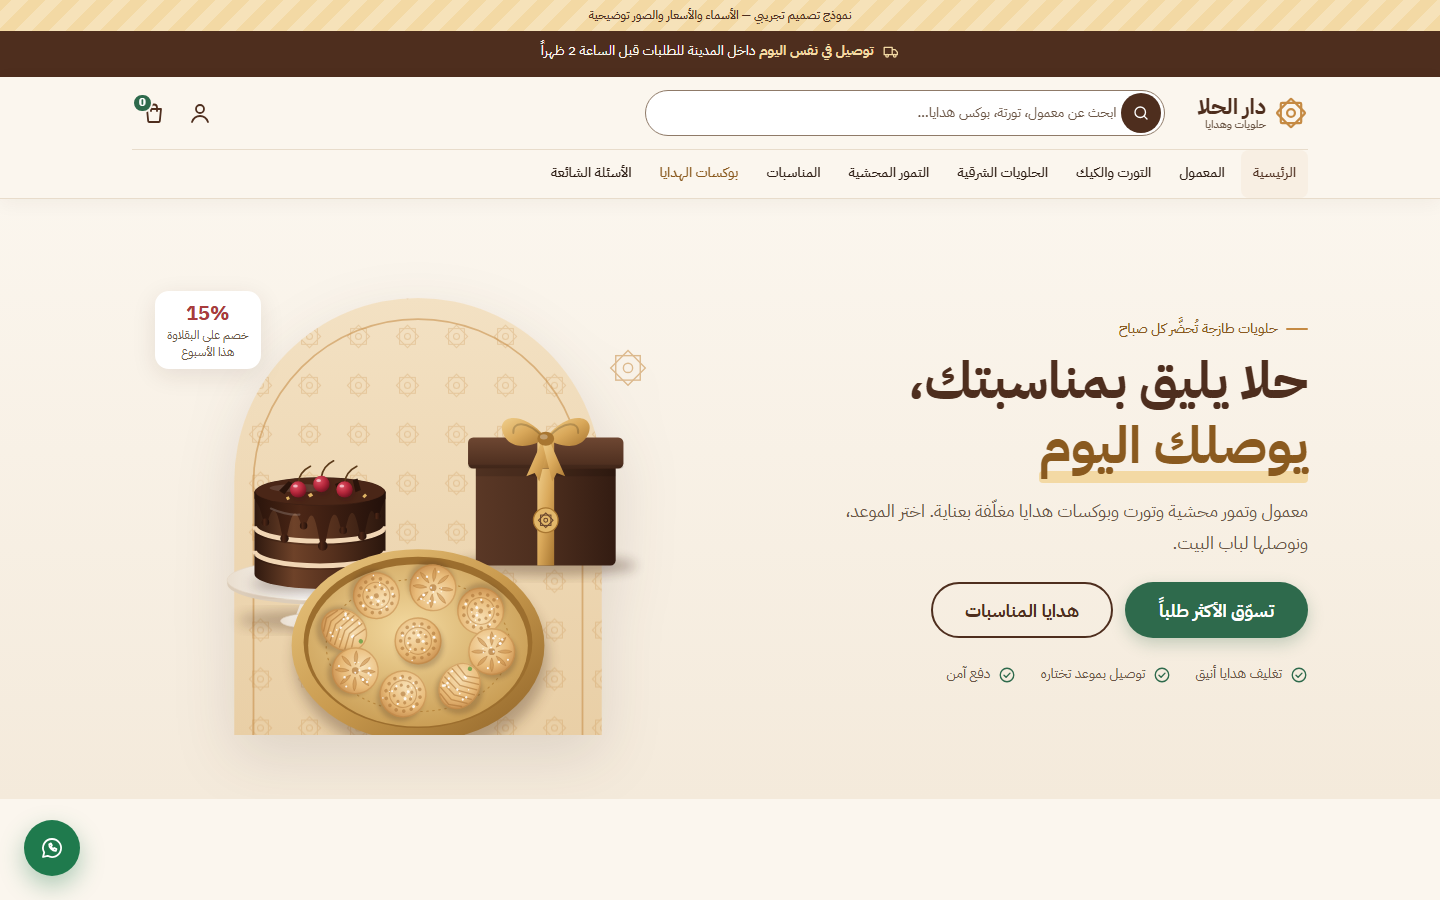 نموذج تصميم تجريبي — الأسماء والأسعار والصور توضيحية
توصيل في نفس اليوم داخل المدينة للطلبات قبل الساعة 2 ظهراً
دار الحلا
حلويات وهدايا
ابحث عن معمول، تورتة، بوكس هدايا...
0
الرئيسية
المعمول
التورت والكيك
الحلويات الشرقية
التمور المحشية
المناسبات
بوكسات الهدايا
الأسئلة الشائعة
حلويات طازجة تُحضَّر كل صباح
حلا يليق بمناسبتك،
يوصلك اليوم
معمول وتمور محشية وتورت وبوكسات هدايا مغلّفة بعناية. اختر الموعد،
ونوصلها لباب البيت.
تسوّق الأكثر طلباً
هدايا المناسبات
تغليف هدايا أنيق
توصيل بموعد تختاره
دفع آمن
15%
خصم على البقلاوة
هذا الأسبوع